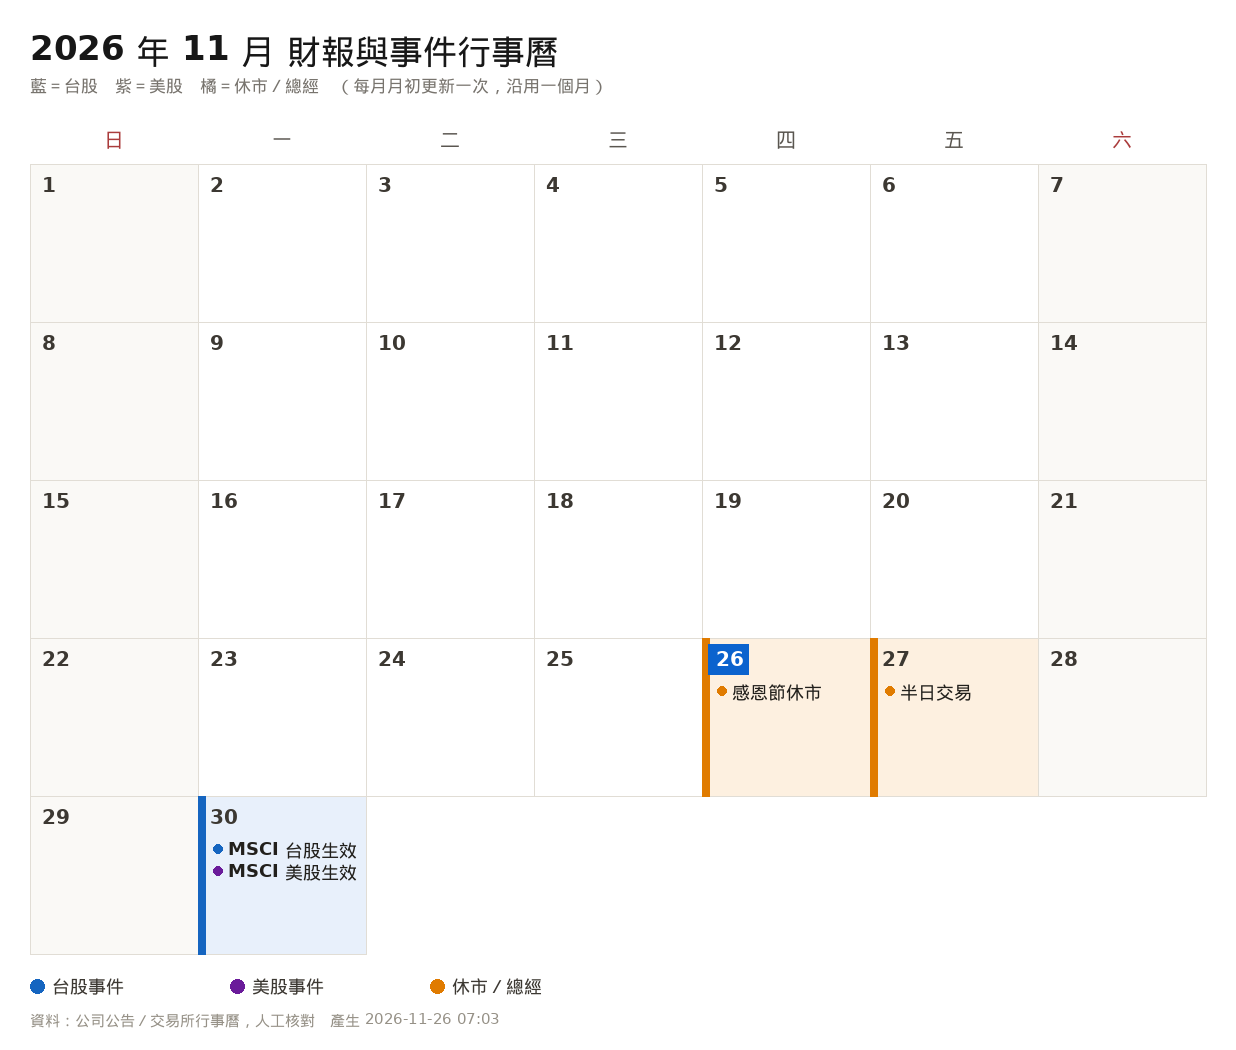 2026 年 11 月 財報與事件行事曆
藍 = 台股　紫 = 美股　橘 = 休市 / 總經　( 每月月初更新一次 , 沿用一個月 )
日 一 二 三 四 五 六
1 2 3 4 5 6 7
8 9 10 11 12 13 14
15 16 17 18 19 20 21
22 23 24 25 26 27 28
感恩節休市 半日交易
29 30
MSCI 台股生效
MSCI 美股生效
台股事件 美股事件 休市 / 總經
資料 : 公司公告 / 交易所行事曆 , 人工核對　產生 2026-11-26 07:03